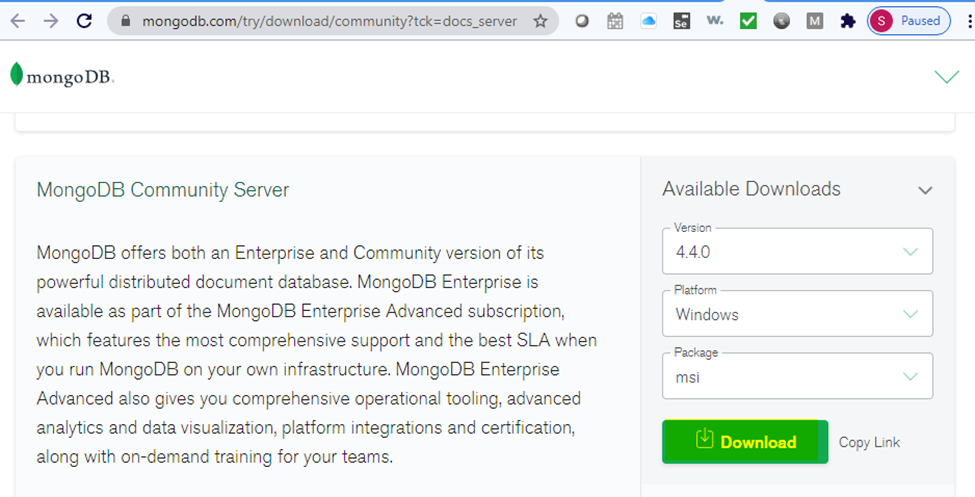 mongodb.com/try/download/community?tck=docs_server
Se
W.
M
S
Paused
mongoDB.
MongoDB Community Server
MongoDB offers both an Enterprise and Community version of its
powerful distributed document database. MongoDB Enterprise is
available as part of the MongoDB Enterprise Advanced subscription,
which features the most comprehensive support and the best SLA when
you run MongoDB on your own infrastructure. MongoDB Enterprise
Advanced also gives you comprehensive operational tooling, advanced
analytics and data visualization, platform integrations and certification,
along with on-demand training for your teams.
Available Downloads
Version
4.4.0
Platform
Windows
Package
msi
Download
Copy Link